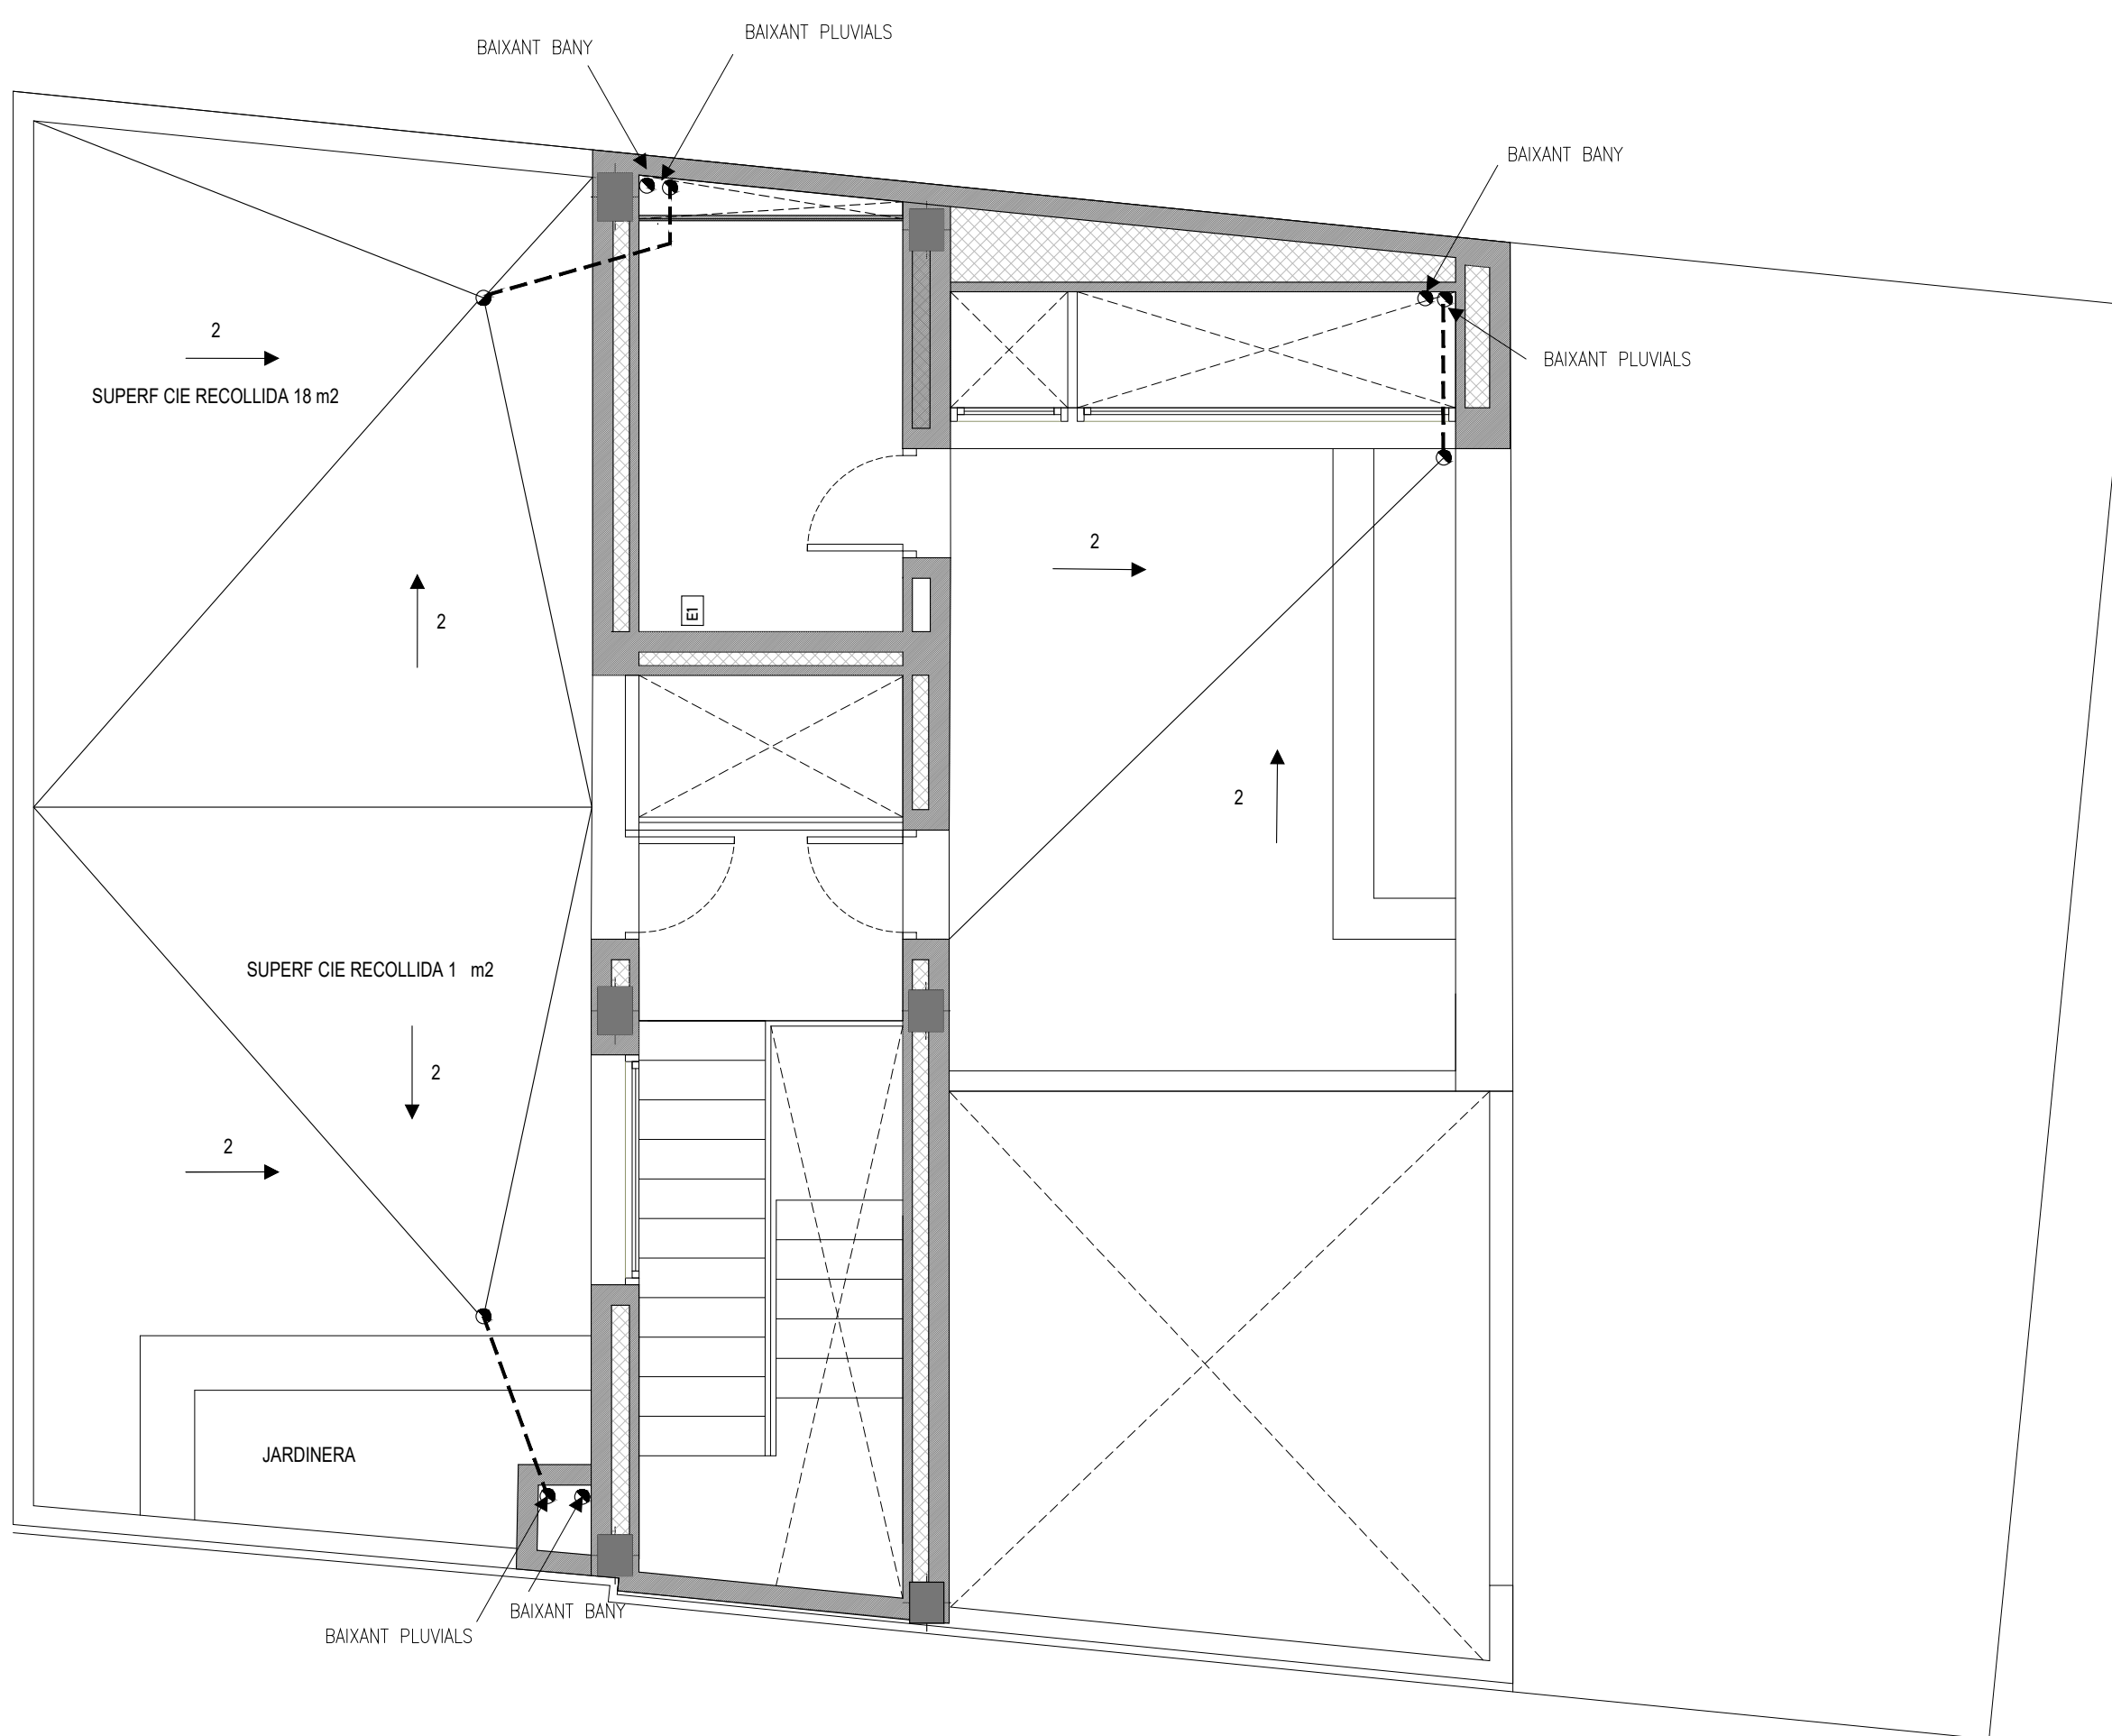 BAIXANT PLUVIALS
BAIXANT BANY
BAIXANT BANY
2
BAIXANT PLUVIALS
SUPERF CIE RECOLLIDA 18 m2
2
E1
2
2
SUPERF CIE RECOLLIDA 1 m2
2
2
JARDINERA
BAIXANT BANY
BAIXANT PLUVIALS